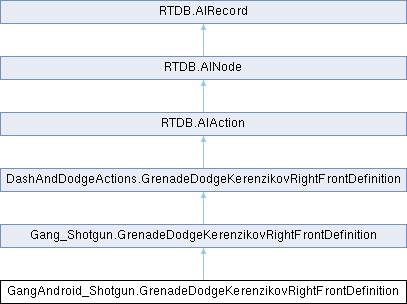 RTDB.AIRecord
RTDB.AINode
RTDB.AIAction
DashAndDodgeActions.GrenadeDodgeKerenzikovRightFrontDefinition
Gang_Shotgun.GrenadeDodgeKerenzikovRightFrontDefinition
GangAndroid_Shotgun.GrenadeDodgeKerenzikovRightFrontDefinition